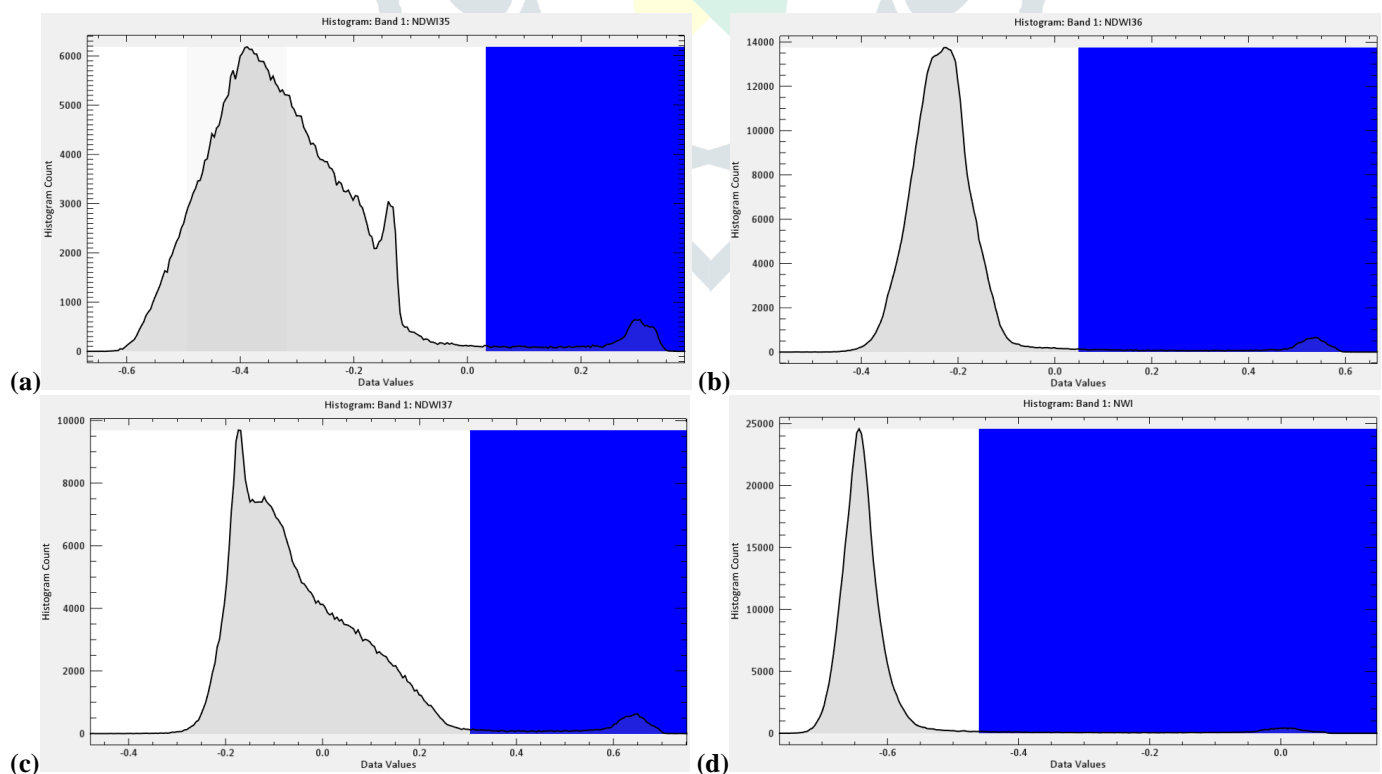 Histogram: Band 1: NDWI35
Histogram Count
6000
5000
4000
3000
2000
1000
0
-0.6 -0.4 -0.2 0.0 0.2
Data Values
(a)
Histogram: Band 1: NDWI36
Histogram Count
14000
12000
10000
8000
6000
4000
2000
0
-0.4 -0.2 0.0 0.2 0.4 0.6
Data Values
(b)
Histogram: Band 1: NDWI37
Histogram Count
10000
8000
6000
4000
2000
0
-0.4 -0.2 0.0 0.2 0.4 0.6
Data Values
(c)
Histogram: Band 1: NWI
Histogram Count
25000
20000
15000
10000
5000
0
-0.6 -0.4 -0.2 0.0
Data Values
(d)